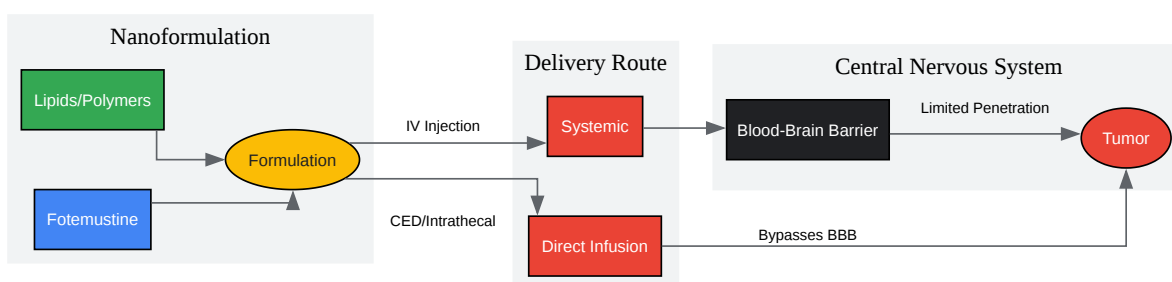 Nanoformulation
Lipids/Polymers
Fotemustine
Formulation
IV Injection
CED/Intrathecal
Delivery Route
Systemic
Direct Infusion
Central Nervous System
Blood-Brain Barrier
Limited Penetration
Tumor
Bypasses BBB